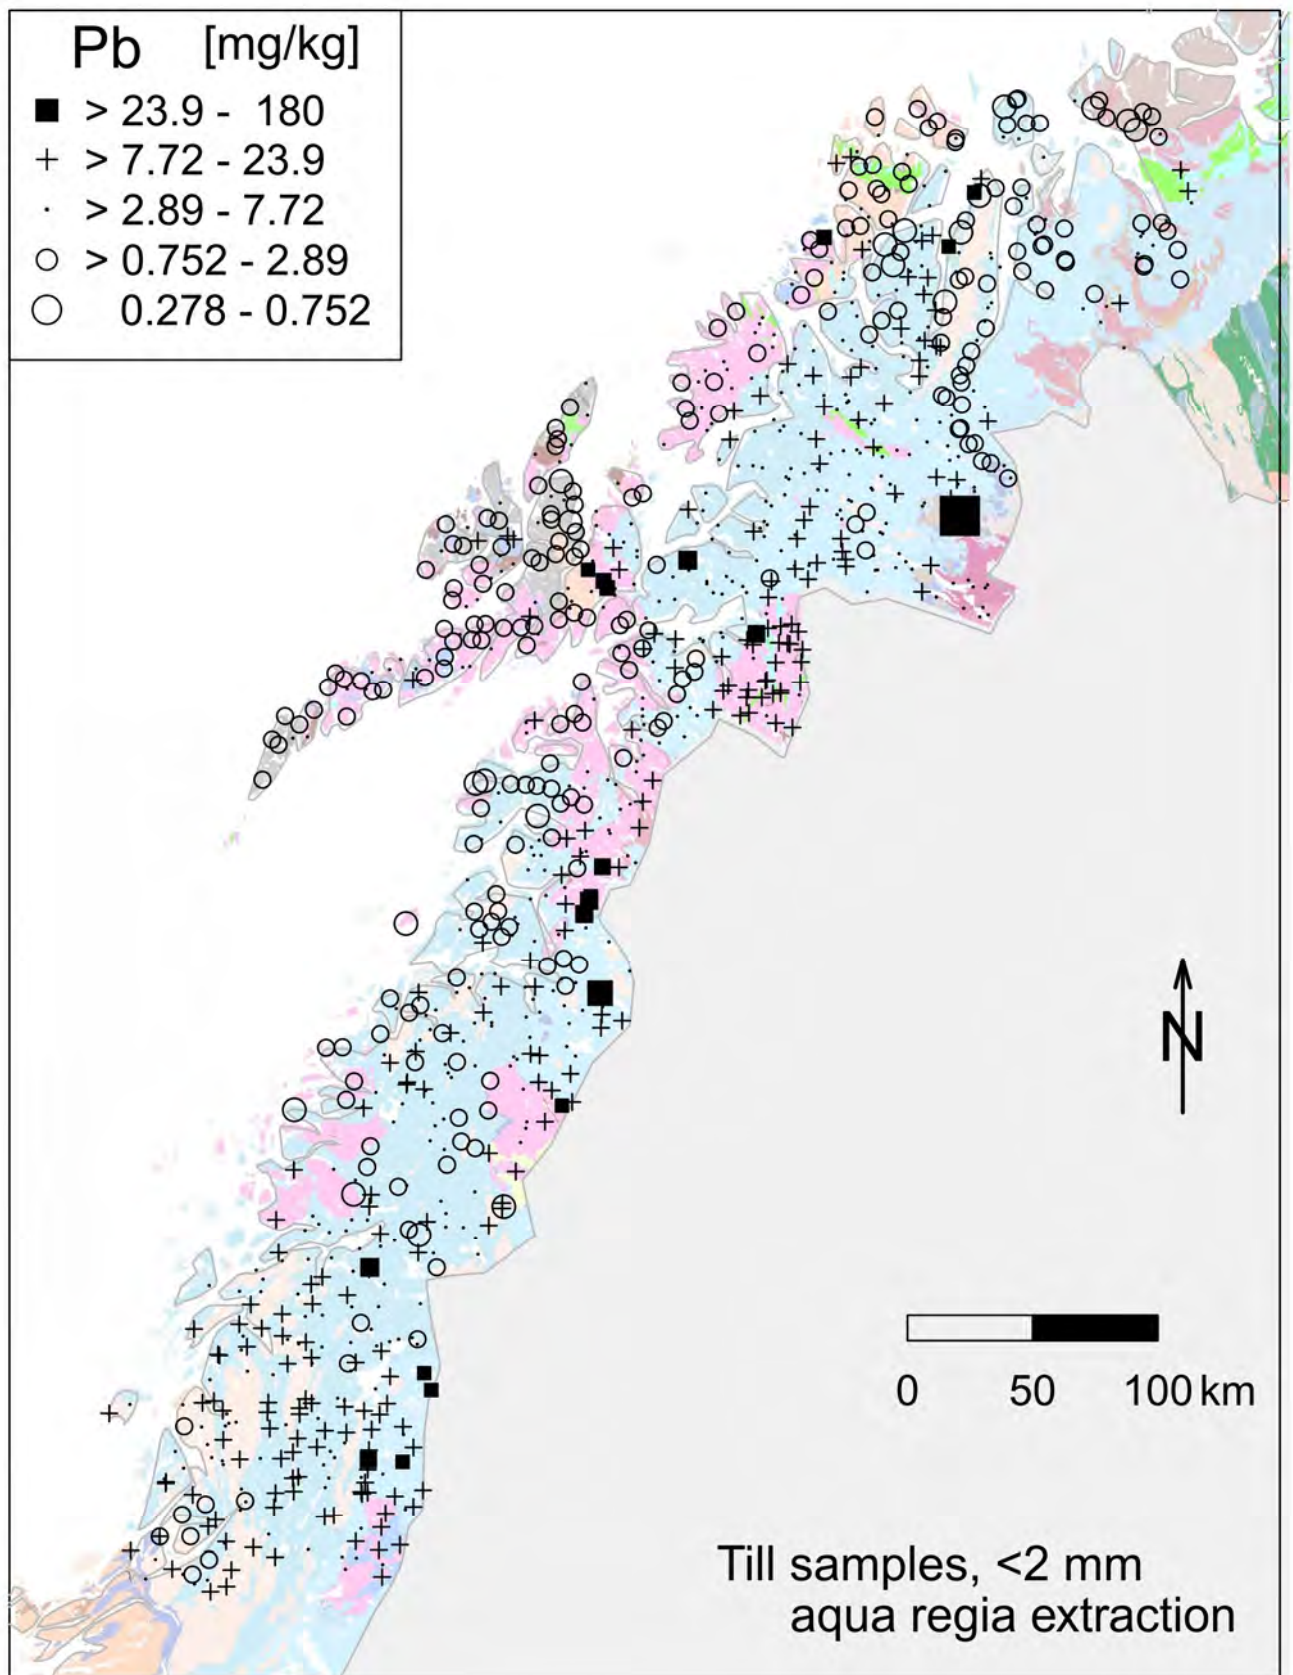 Pb [mg/kg]
> 23.9 - 180
> 7.72 - 23.9
> 2.89 - 7.72
> 0.752 - 2.89
0.278 - 0.752
N
0 50 100 km
Till samples, <2 mm
aqua regia extraction